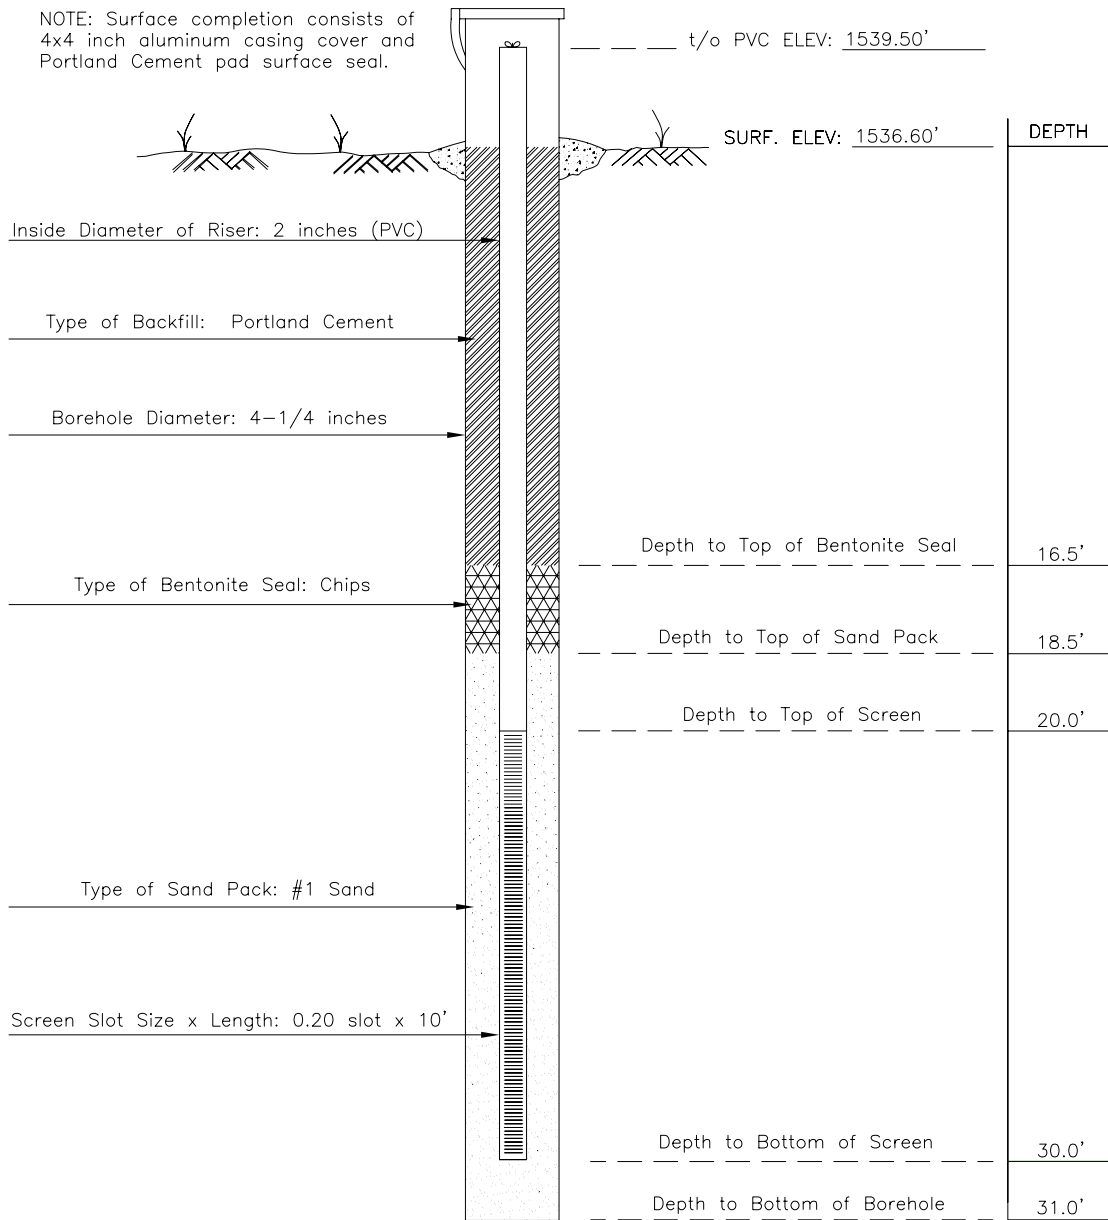 NOTE: Surface completion consists of
4x4 inch aluminum casing cover and
Portland Cement pad surface seal.
t/o PVC ELEV: 1539.50'
SURF. ELEV: 1536.60'
DEPTH
Inside Diameter of Riser: 2 inches (PVC)
Type of Backfill: Portland Cement
Borehole Diameter: 4-1/4 inches
Depth to Top of Bentonite Seal 16.5'
Type of Bentonite Seal: Chips
Depth to Top of Sand Pack 18.5'
Depth to Top of Screen 20.0'
Type of Sand Pack: #1 Sand
Screen Slot Size x Length: 0.20 slot x 10'
Depth to Bottom of Screen 30.0'
Depth to Bottom of Borehole 31.0'